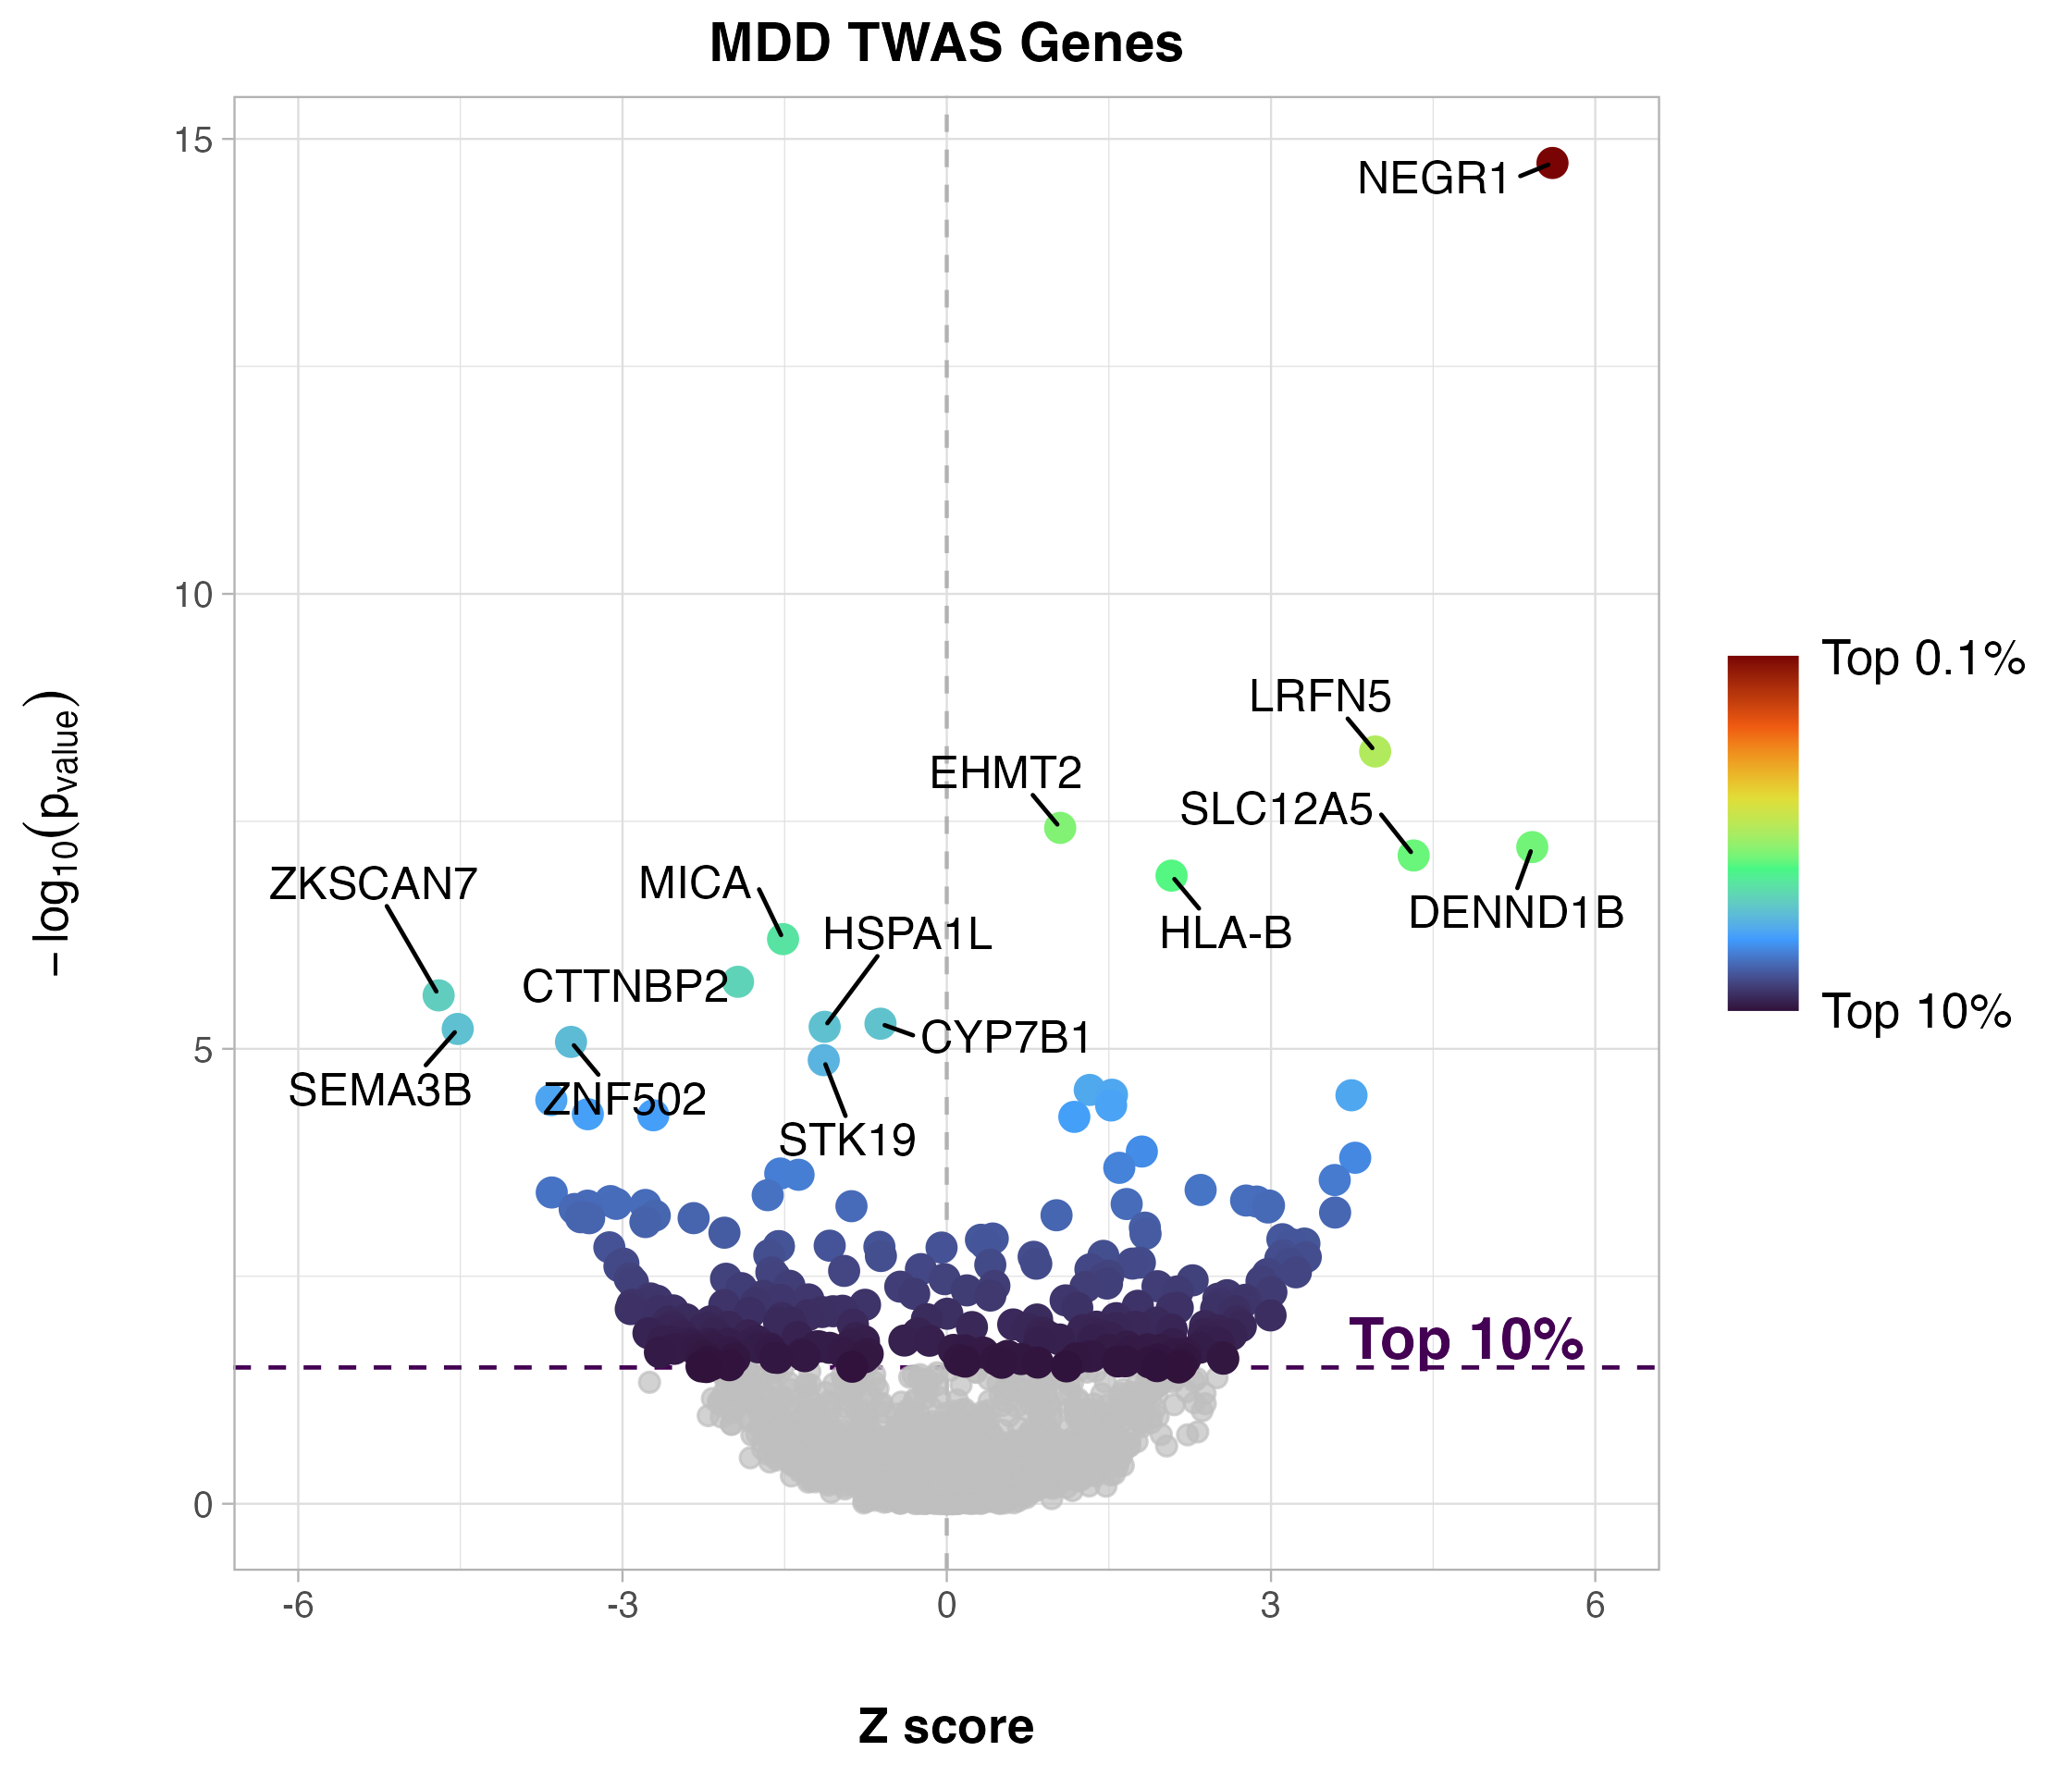 MDD TWAS Genes
15
NEGR1
10
Top 0.1%
LRFN5
EHMT2
SLC12A5
−log10(pvalue)
ZKSCAN7
MICA
DENND1B
HSPA1L
HLA-B
CTTNBP2
Top 10%
CYP7B1
5
SEMA3B
ZNF502
STK19
Top 10%
0
-6
-3
0
3
6
Z score